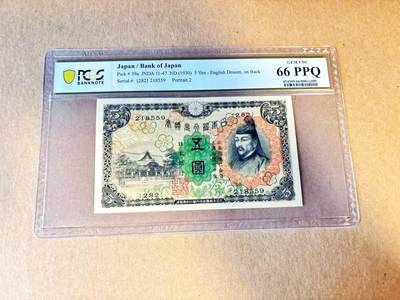 PCGS
BANKNOTE
Japan / Bank of Japan
Pick # 39a JNDA 11-47 ND (1930) 5 Yen - English Denom. on Back
Serial # {282} 218559 Portrait 2
GEM UNC
66 PPQ
218559
{282}
五圓
{282}
218559